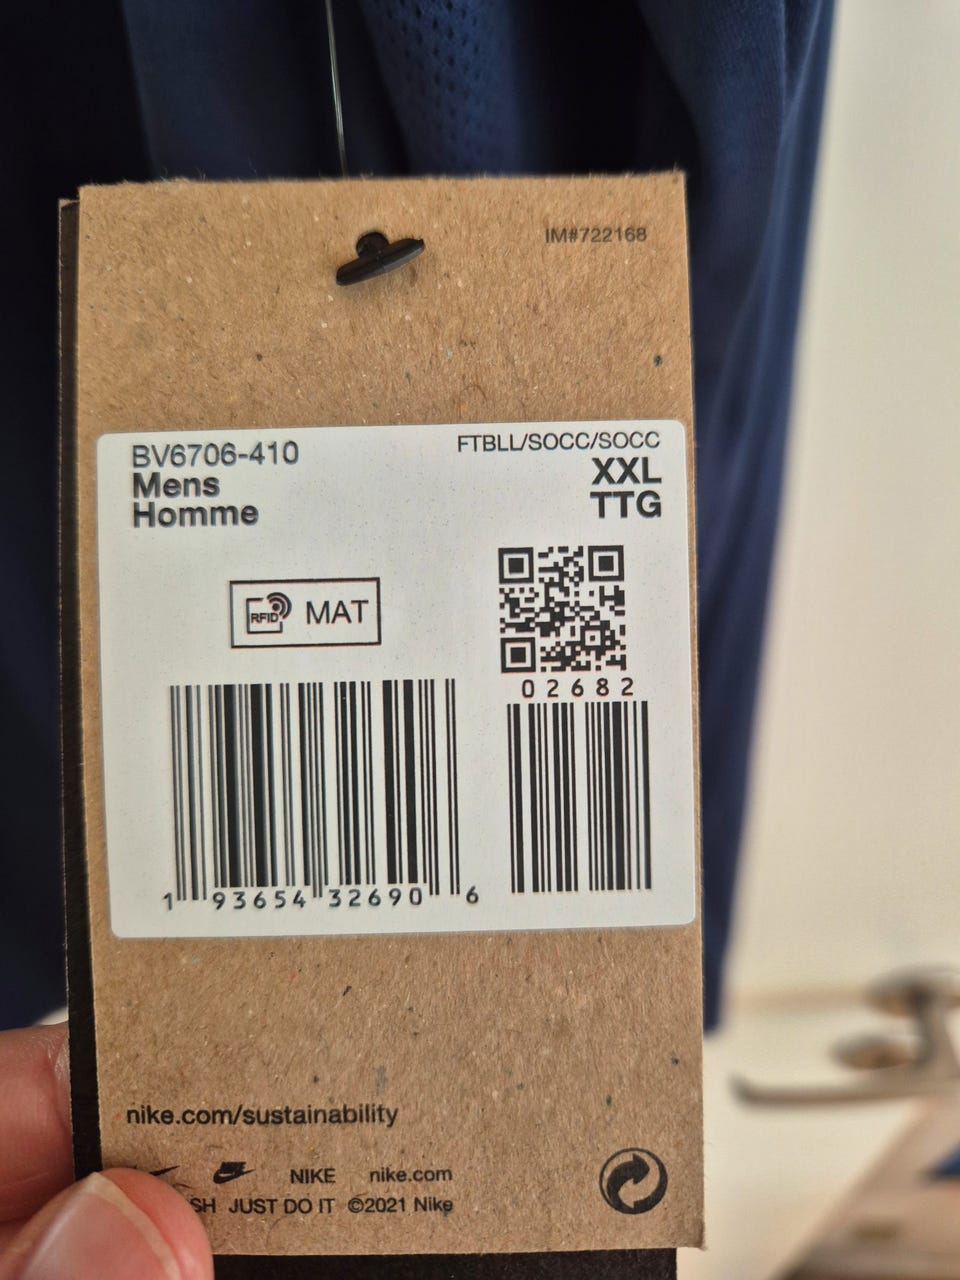 IM#722168
BV6706-410
FTBLL/SOCC/SOCC
Mens
XXL
Homme
TTG
RFID MAT
02682
1 93654 32690 6
nike.com/sustainability
NIKE nike.com
SH JUST DO IT ©2021 Nike